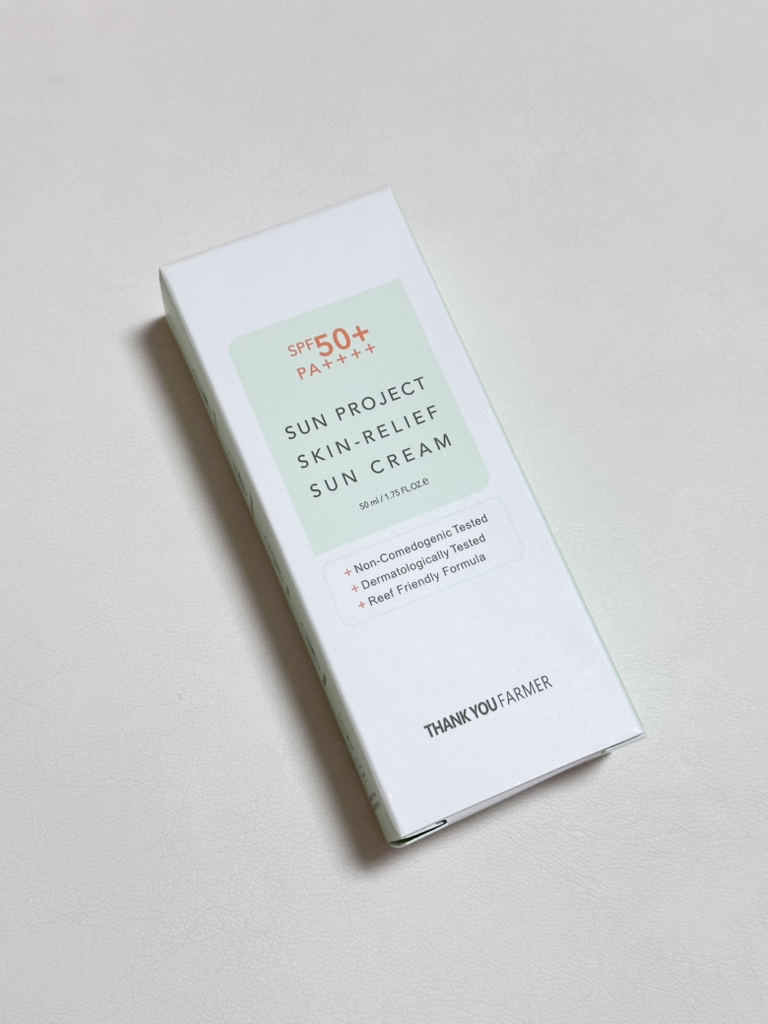 SPF50+
PA++++
SUN PROJECT
SKIN-RELIEF
SUN CREAM
50 ml / 1.75 FL.OZ.e
+ Non-Comedogenic Tested
+ Dermatologically Tested
+ Reef Friendly Formula
THANK YOU FARMER